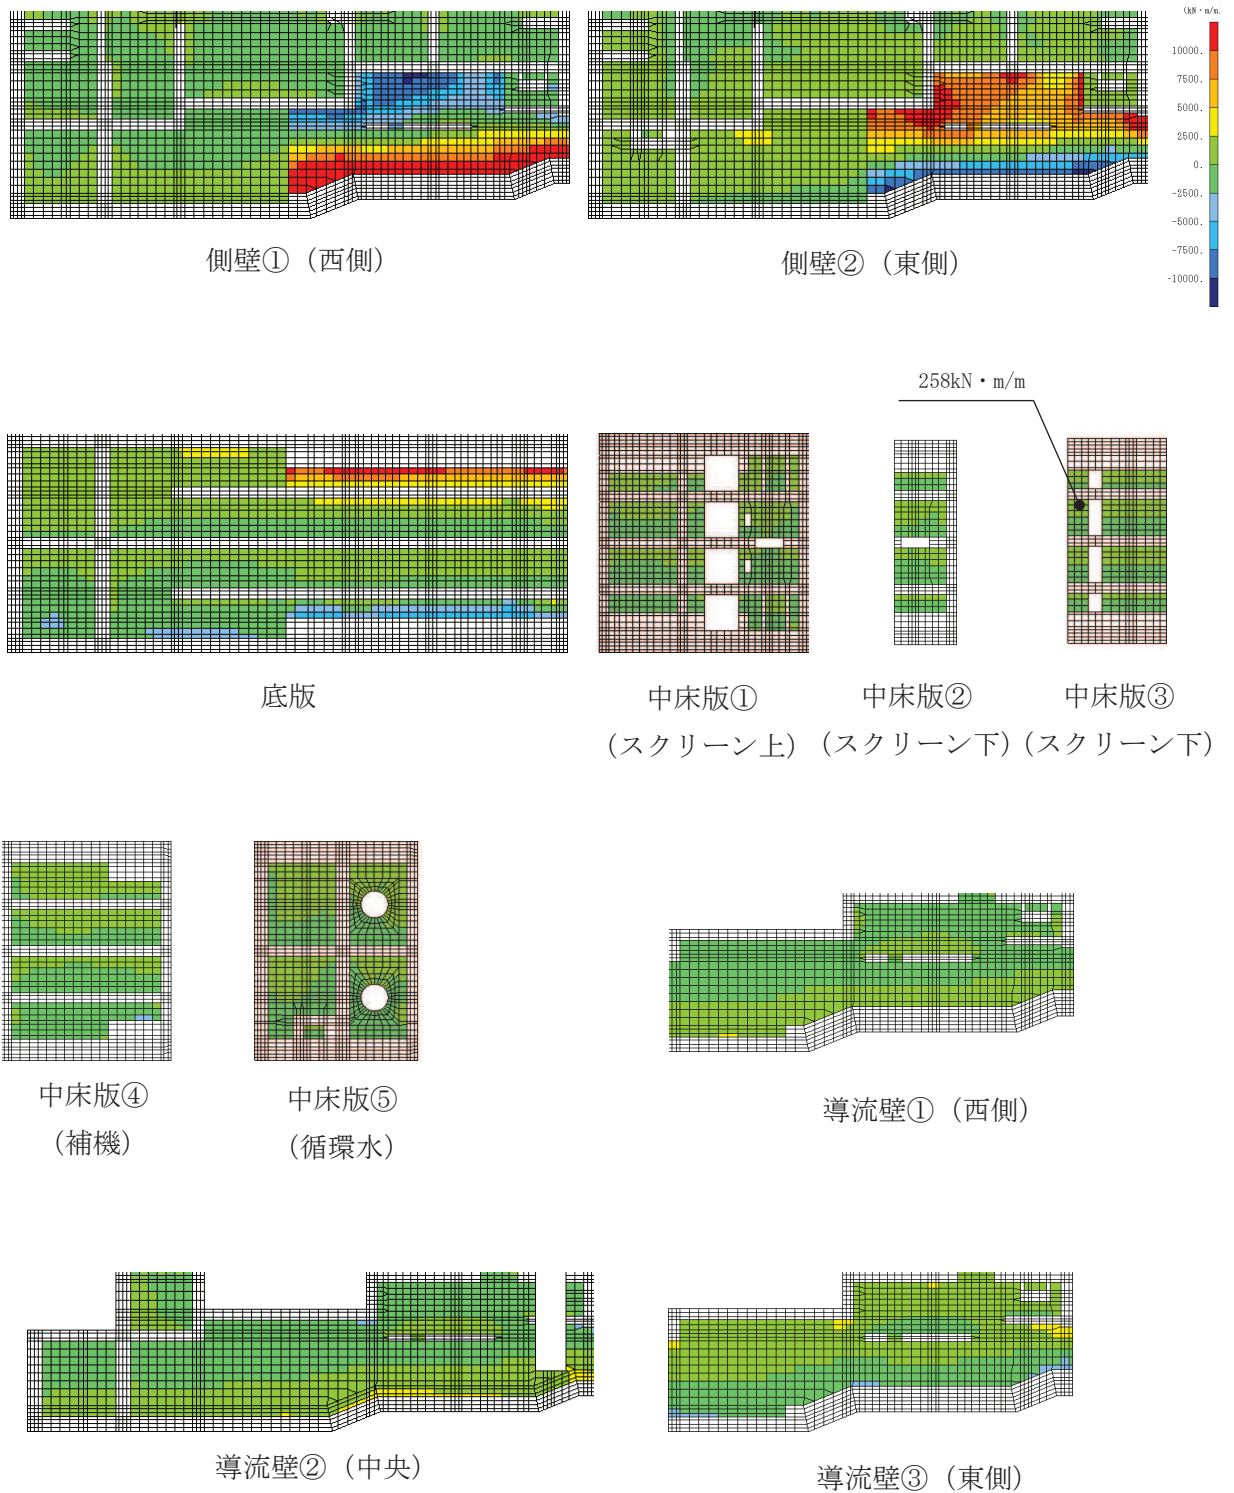 (kN・m/m.
10000.
7500.
5000.
2500.
0.
-2500.
-5000.
-7500.
-10000.
側壁①（西側）
側壁②（東側）
258kN・m/m
底版
中床版①
（スクリーン上）
中床版②
（スクリーン下）
中床版③
（スクリーン下）
中床版④
（補機）
中床版⑤
（循環水）
導流壁①（西側）
導流壁②（中央）
導流壁③（東側）